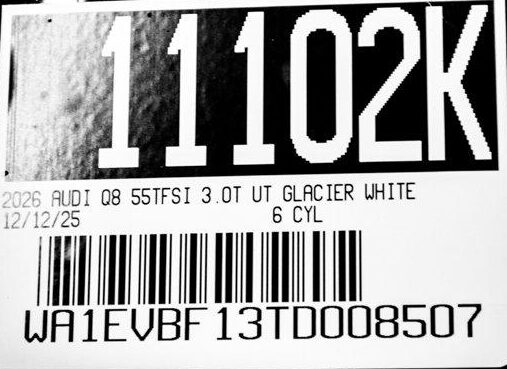 11102K
2026 AUDI Q8 55TFSI 3.0T UT GLACIER WHITE
12/12/25 6 CYL
WA1EVBF13TD008507